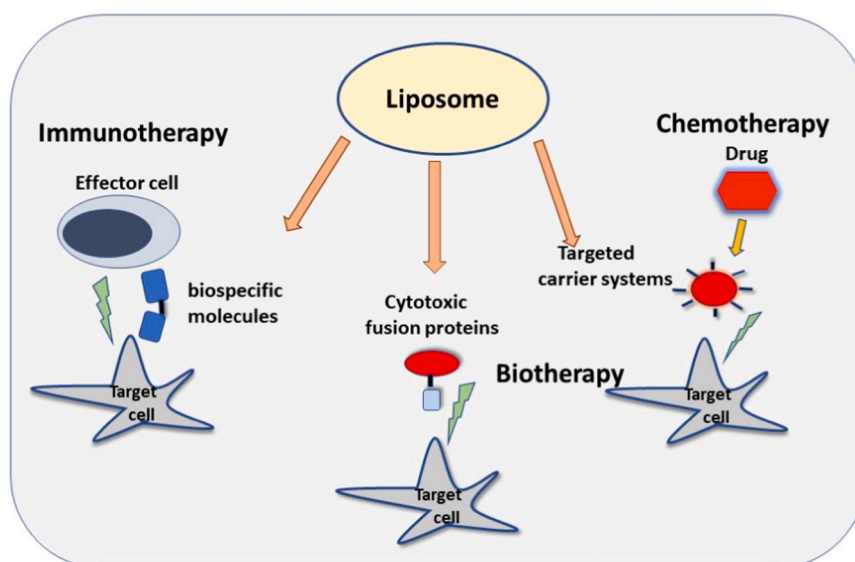 Liposome
Immunotherapy
Effector cell
biospecific
molecules
Target
cell
Cytotoxic
fusion proteins
Biotherapy
Target
cell
Chemotherapy
Drug
Targeted
carrier systems
Target
cell